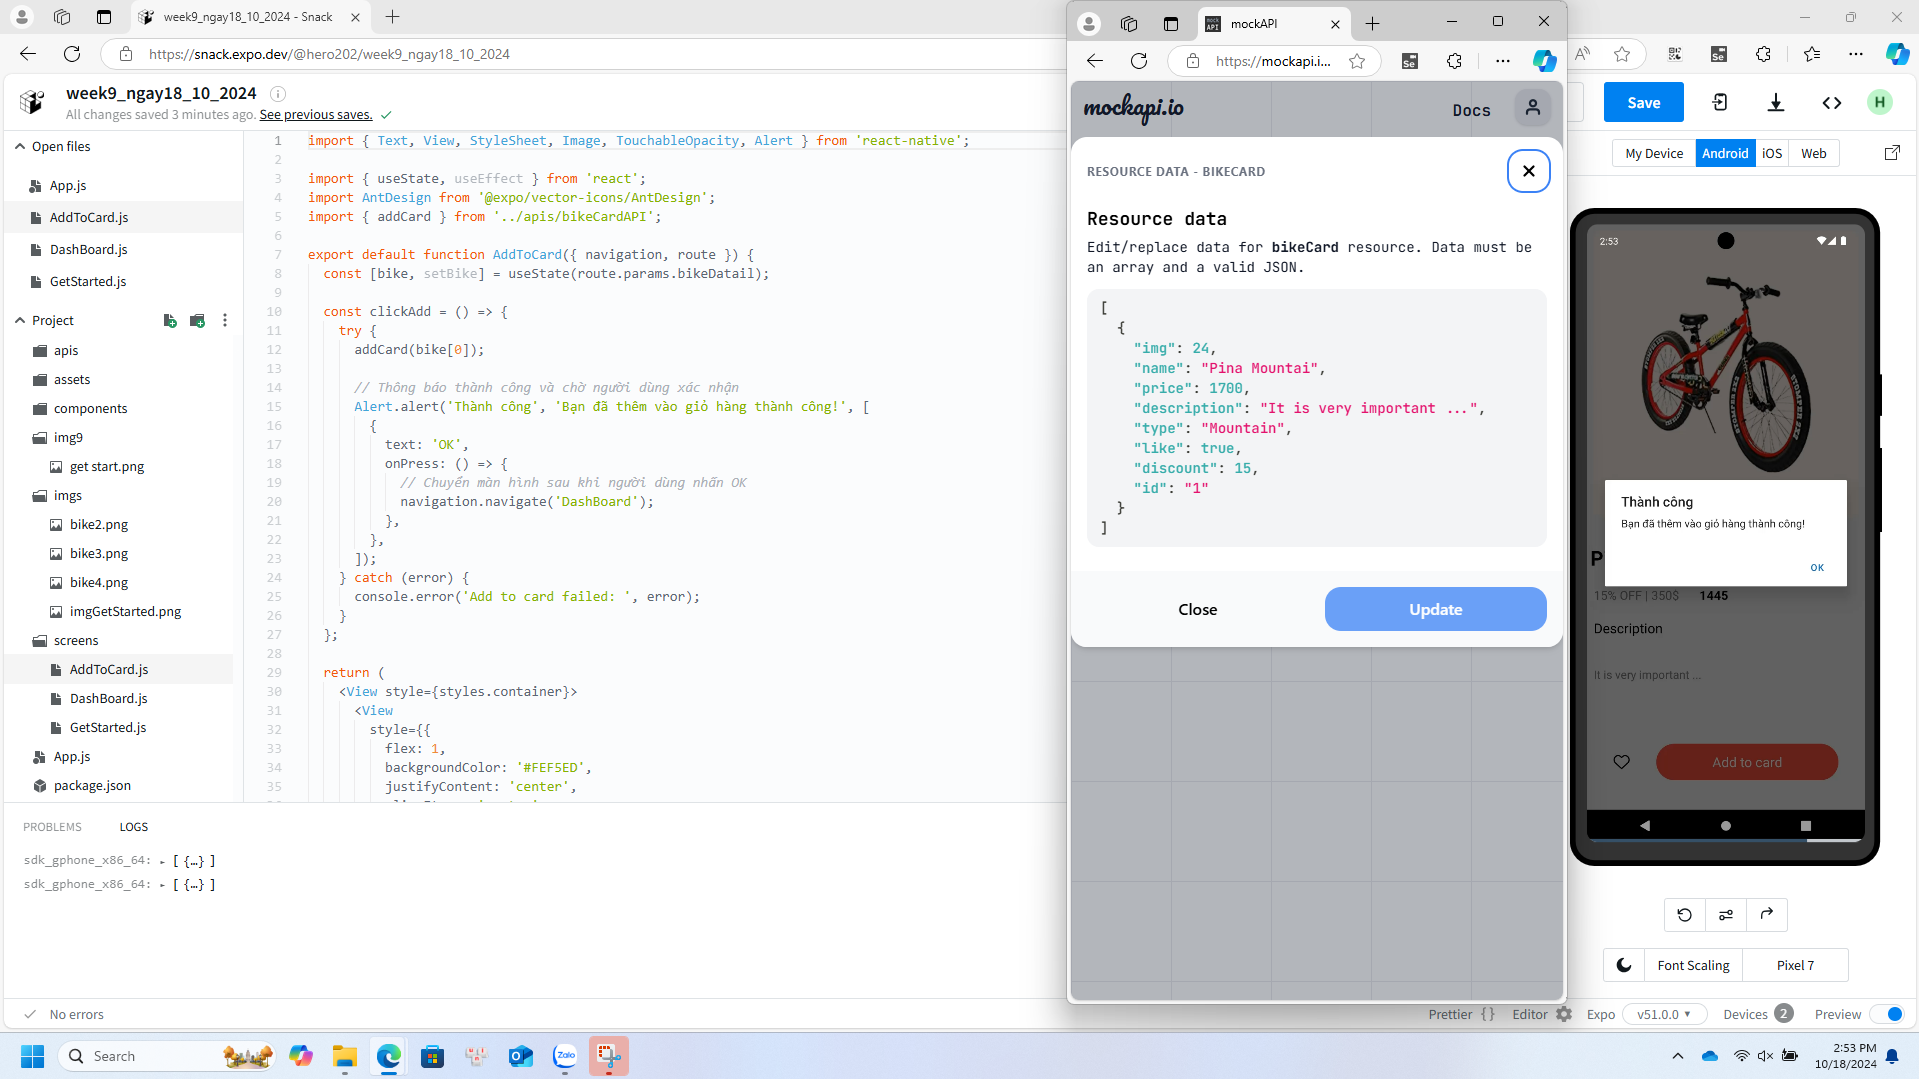 week9_ngay18_10_2024 - Snack
https://snack.expo.dev/@hero202/week9_ngay18_10_2024
week9_ngay18_10_2024
All changes saved 3 minutes ago. See previous saves.
Open files
App.js
AddToCard.js
DashBoard.js
GetStarted.js
Project
apis
assets
components
img9
get start.png
imgs
bike2.png
bike3.png
bike4.png
imgGetStarted.png
screens
AddToCard.js
DashBoard.js
GetStarted.js
App.js
package.json
1 import { Text, View, StyleSheet, Image, TouchableOpacity, Alert } from 'react-native';
2
3 import { useState, useEffect } from 'react';
4 import AntDesign from '@expo/vector-icons/AntDesign';
5 import { addCard } from '../apis/bikeCardAPI';
6
7 export default function AddToCard({ navigation, route }) {
8 const [bike, setBike] = useState(route.params.bikeDatail);
9
10 const clickAdd = () => {
11 try {
12 addCard(bike[0]);
13
14 // Thông báo thành công và chờ người dùng xác nhận
15 Alert.alert('Thành công', 'Bạn đã thêm vào giỏ hàng thành công!', [
16 {
17 text: 'OK',
18 onPress: () => {
19 // Chuyển màn hình sau khi người dùng nhấn OK
20 navigation.navigate('DashBoard');
21 },
22 },
23 ]);
24 } catch (error) {
25 console.error('Add to card failed: ', error);
26 }
27 };
28
29 return (
30 <View style={styles.container}>
31 <View
32 style={{
33 flex: 1,
34 backgroundColor: '#FEF5ED',
35 justifyContent: 'center',
PROBLEMS
LOGS
sdk_gphone_x86_64: ▸ [ {…} ]
sdk_gphone_x86_64: ▸ [ {…} ]
No errors
mockAPI
https://mockapi.i...
mockapi.io
Docs
RESOURCE DATA - BIKECARD
Resource data
Edit/replace data for bikeCard resource. Data must be
an array and a valid JSON.
[
{
"img": 24,
"name": "Pina Mountai",
"price": 1700,
"description": "It is very important ...",
"type": "Mountain",
"like": true,
"discount": 15,
"id": "1"
}
]
Close
Update
Save
H
My Device
Android
iOS
Web
2:53
Thành công
Bạn đã thêm vào giỏ hàng thành công!
OK
P
15% OFF | 350$ 1445
Description
It is very important ...
Add to card
Font Scaling
Pixel 7
Prettier { }
Editor
Expo
v51.0.0
Devices 2
Preview
Search
Zalo
2:53 PM
10/18/2024